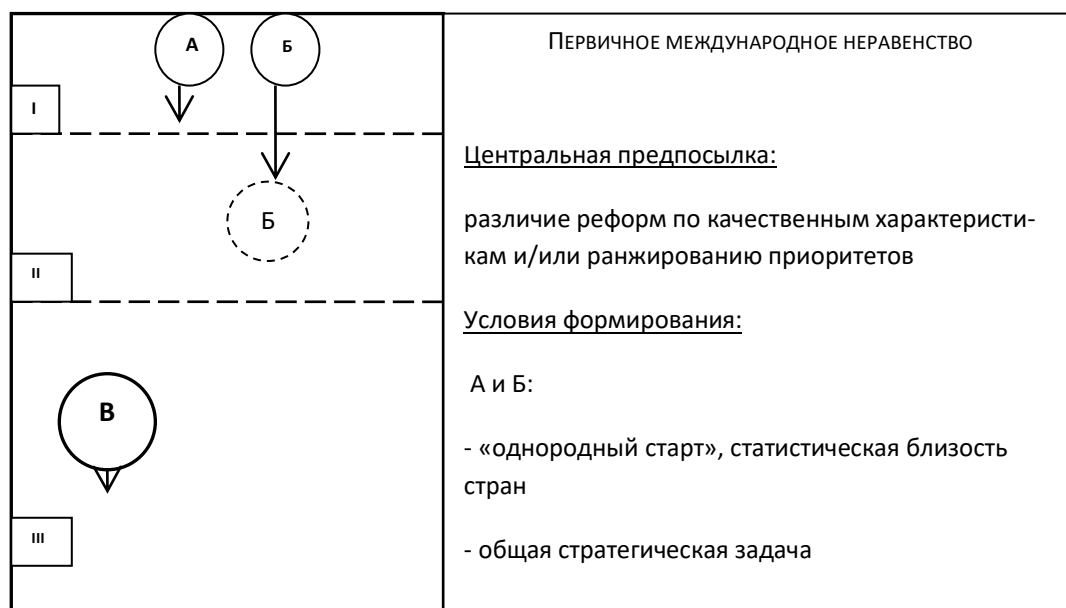 А
Б
I
Б
II
В
III
ПЕРВИЧНОЕ МЕЖДУНАРОДНОЕ НЕРАВЕНСТВО
Центральная предпосылка:
различие реформ по качественным характеристи-
кам и/или ранжированию приоритетов
Условия формирования:
А и Б:
- «однородный старт», статистическая близость
стран
- общая стратегическая задача